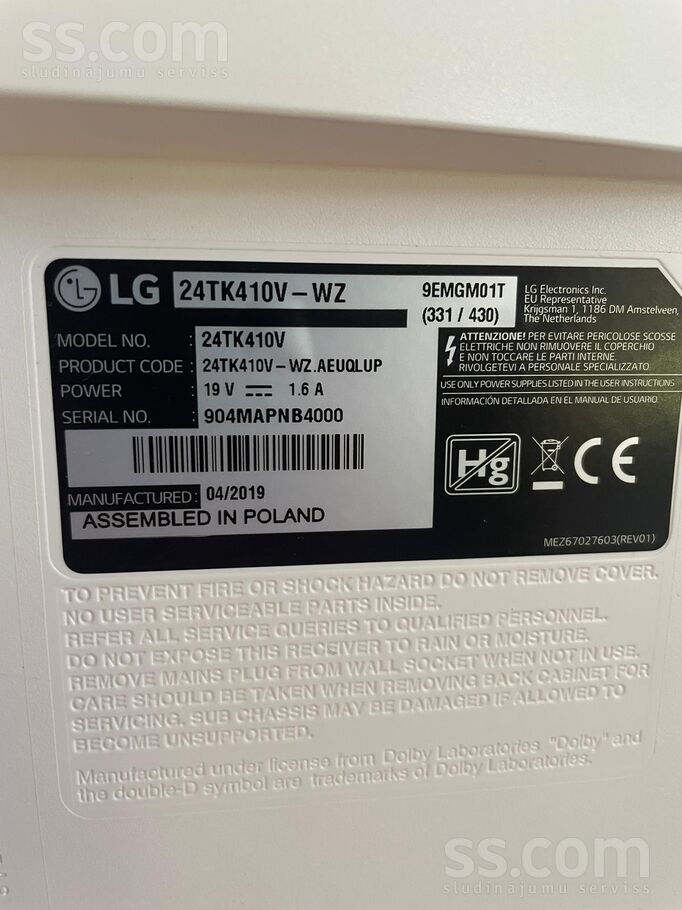 ss.com
sludinājumu serviss
LG 24TK410V-WZ
9EMGM01T
(331 / 430)
LG Electronics Inc.
EU Representative
Krijgsman 1, 1186 DM Amstelveen,
The Netherlands
MODEL NO. : 24TK410V
PRODUCT CODE : 24TK410V-WZ.AEUQLUP
POWER : 19 V ⎓ 1.6 A
SERIAL NO. : 904MAPNB4000
MANUFACTURED : 04/2019
ASSEMBLED IN POLAND
ATTENZIONE! PER EVITARE PERICOLOSE SCOSSE
ELETTRICHE NON RIMUOVERE IL COPERCHIO
E NON TOCCARE LE PARTI INTERNE.
RIVOLGETEVI A PERSONALE SPECIALIZZATO.
USE ONLY POWER SUPPLIES LISTED IN THE USER INSTRUCTIONS
INFORMACIÓN DETALLADA EN EL MANUAL DE USUARIO
Hg CE
MEZ67027603(REV01)
TO PREVENT FIRE OR SHOCK HAZARD DO NOT REMOVE COVER.
NO USER SERVICEABLE PARTS INSIDE.
REFER ALL SERVICE QUERIES TO QUALIFIED PERSONNEL.
DO NOT EXPOSE THIS RECEIVER TO RAIN OR MOISTURE.
REMOVE MAINS PLUG FROM WALL SOCKET WHEN NOT IN USE.
CARE SHOULD BE TAKEN WHEN REMOVING BACK CABINET FOR
SERVICING. SUB CHASSIS MAY BE DAMAGED IF ALLOWED TO
BECOME UNSUPPORTED.
Manufactured under license from Dolby Laboratories "Dolby" and
the double-D symbol are trademarks of Dolby Laboratories.
ss.com
sludinājumu serviss